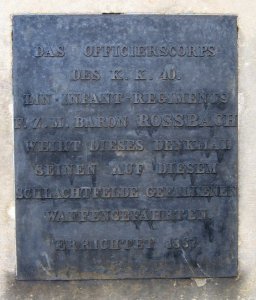 DAS OFFICIERSCORPS
DES K. K. 40.
LIN-INFANT-REGIMENTS
F. Z. M. BARON ROSSBACH
WEIHT DIESES DENKMAL
SEINEN AUF DIESEM
SCHLACHTFELDE GEFALLENEN
WAFFENGEFÄHRTEN.
ERRICHTET 1857